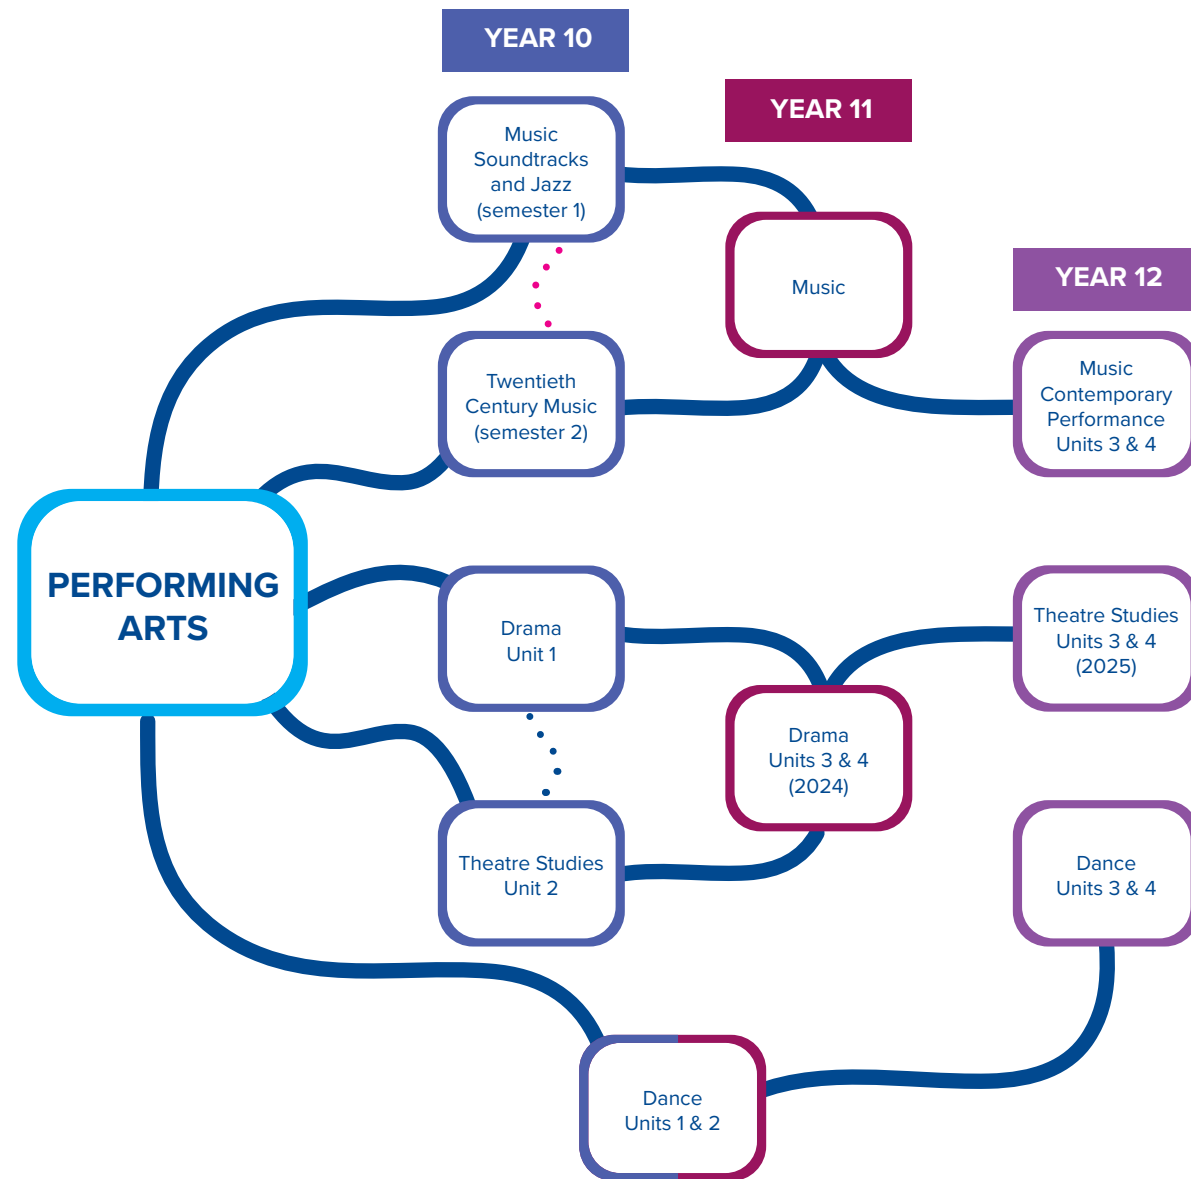 YEAR 10
YEAR 11
YEAR 12
Music
Soundtracks
and Jazz
(semester 1)
Music
Twentieth
Century Music
(semester 2)
Music
Contemporary
Performance
Units 3 & 4
PERFORMING
ARTS
Drama
Unit 1
Theatre Studies
Units 3 & 4
(2025)
Drama
Units 3 & 4
(2024)
Theatre Studies
Unit 2
Dance
Units 3 & 4
Dance
Units 1 & 2